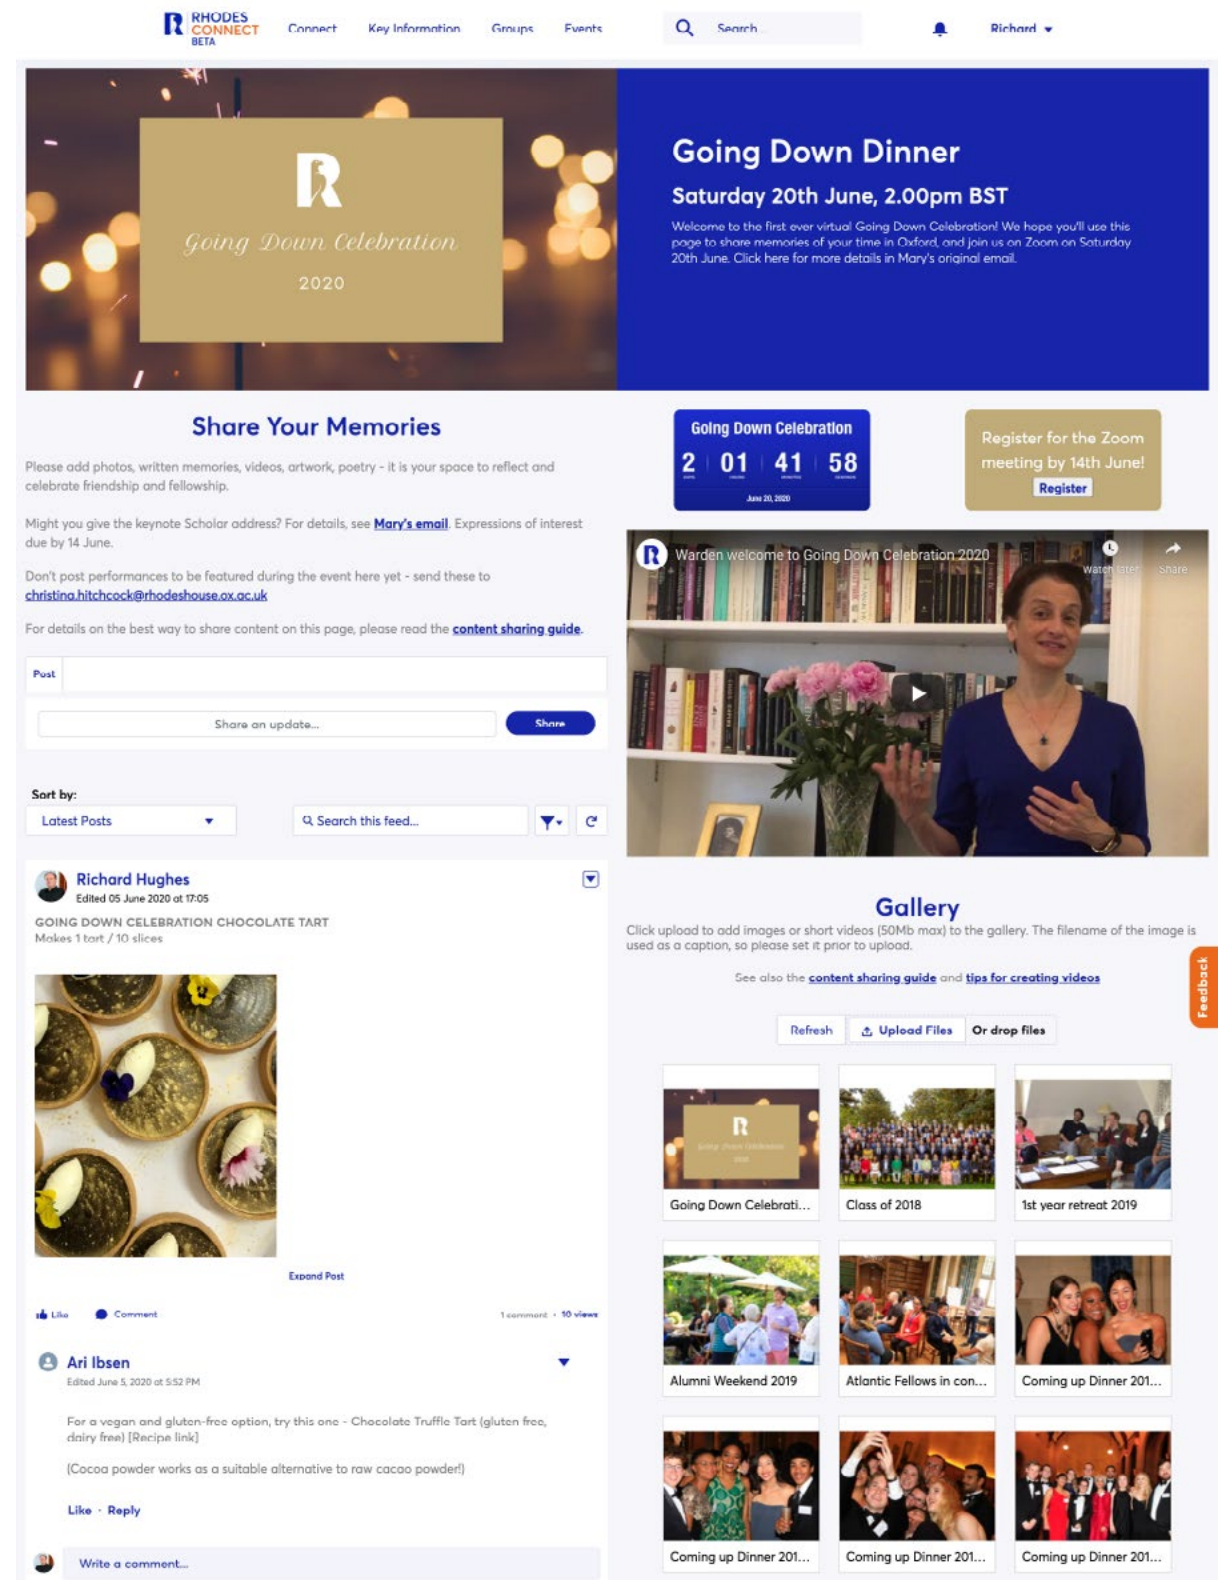 RHODES
CONNECT
BETA
Connect
Key Information
Groups
Events
Search...
Richard
R
Going Down Celebration
2020
Going Down Dinner
Saturday 20th June, 2.00pm BST
Welcome to the first ever virtual Going Down Celebration! We hope you'll use this
page to share memories of your time in Oxford, and join us on Zoom on Saturday
20th June. Click here for more details in Mary's original email.
Share Your Memories
Please add photos, written memories, videos, artwork, poetry - it is your space to reflect and
celebrate friendship and fellowship.
Might you give the keynote Scholar address? For details, see Mary's email. Expressions of interest
due by 14 June.
Don't post performances to be featured during the event here yet - send these to
christina.hitchcock@rhodeshouse.ox.ac.uk
For details on the best way to share content on this page, please read the content sharing guide.
Post
Share an update...
Share
Sort by:
Latest Posts
Search this feed...
Richard Hughes
Edited 05 June 2020 at 17:05
GOING DOWN CELEBRATION CHOCOLATE TART
Makes 1 tart / 10 slices
Expand Post
Like
Comment
1 comment · 10 views
Ari Ibsen
Edited June 5, 2020 at 5:52 PM
For a vegan and gluten-free option, try this one - Chocolate Truffle Tart (gluten free,
dairy free) [Recipe link]
(Cocoa powder works as a suitable alternative to raw cacao powder!)
Like · Reply
Write a comment...
Going Down Celebration
2 01 41 58
June 20, 2020
Register for the Zoom
meeting by 14th June!
Register
R
Warden welcome to Going Down Celebration 2020
Watch later
Share
Gallery
Click upload to add images or short videos (50Mb max) to the gallery. The filename of the image is
used as a caption, so please set it prior to upload.
See also the content sharing guide and tips for creating videos
Refresh
Upload Files
Or drop files
R
Going Down Celebration
2020
Going Down Celebrati...
Class of 2018
1st year retreat 2019
Alumni Weekend 2019
Atlantic Fellows in con...
Coming up Dinner 201...
Coming up Dinner 201...
Coming up Dinner 201...
Coming up Dinner 201...
Feedback